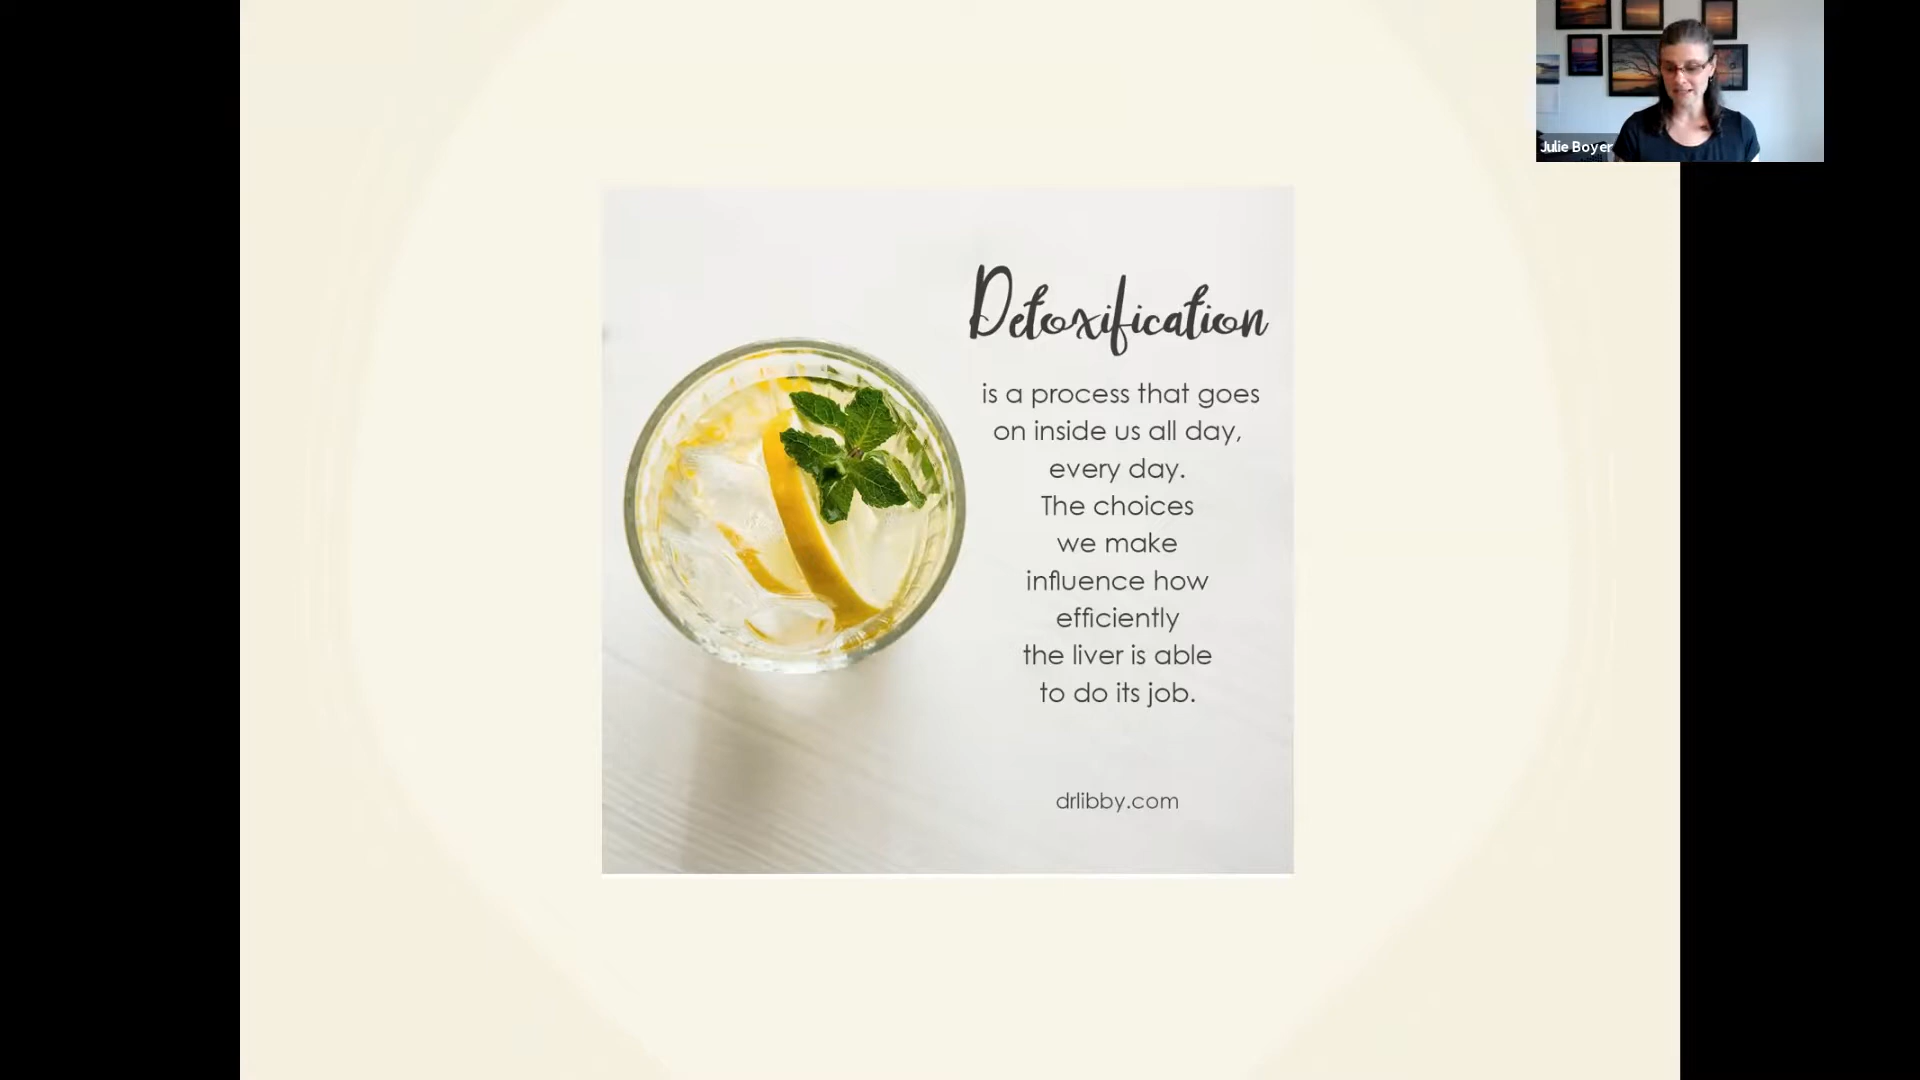 Julie Boyer
Detoxification
is a process that goes
on inside us all day,
every day.
The choices
we make
influence how
efficiently
the liver is able
to do its job.
drlibby.com